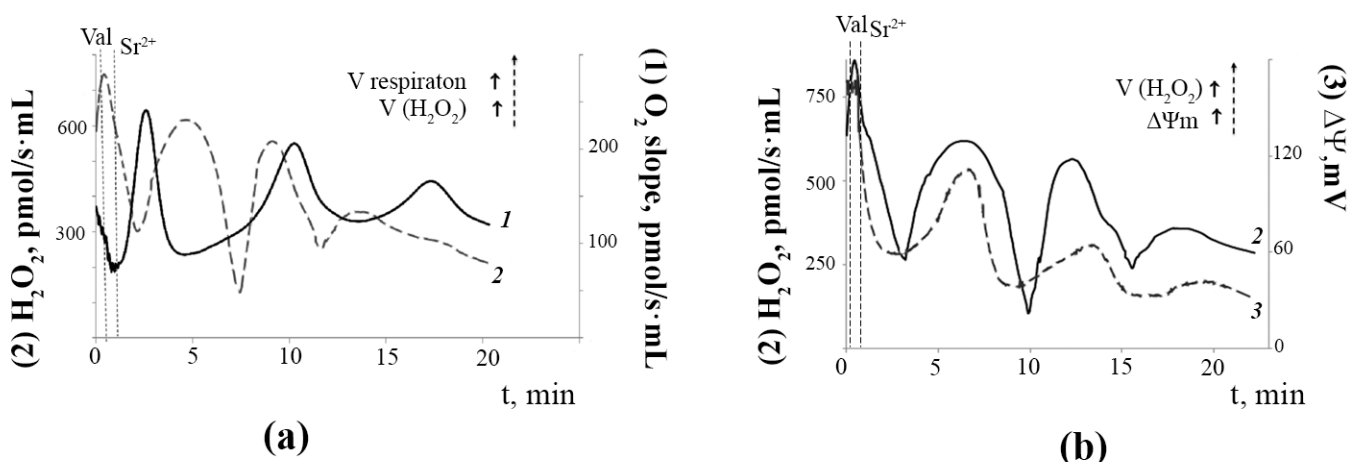 Val Sr²⁺
V respiraton ↑
V (H₂O₂) ↑
(2) H₂O₂, pmol/s·mL
600
300
(1) O₂ slope, pmol/s·mL
200
100
0
1
2
0 5 10 15 20
t, min
(a)
Val Sr²⁺
V (H₂O₂) ↑
ΔΨm ↑
(2) H₂O₂, pmol/s·mL
750
500
250
0
(3) ΔΨ,mV
120
60
0
2
3
0 5 10 15 20
t, min
(b)